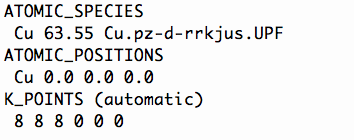 ATOMIC_SPECIES
 Cu 63.55 Cu.pz-d-rrkjus.UPF
ATOMIC_POSITIONS
 Cu 0.0 0.0 0.0
K_POINTS (automatic)
 8 8 8 0 0 0